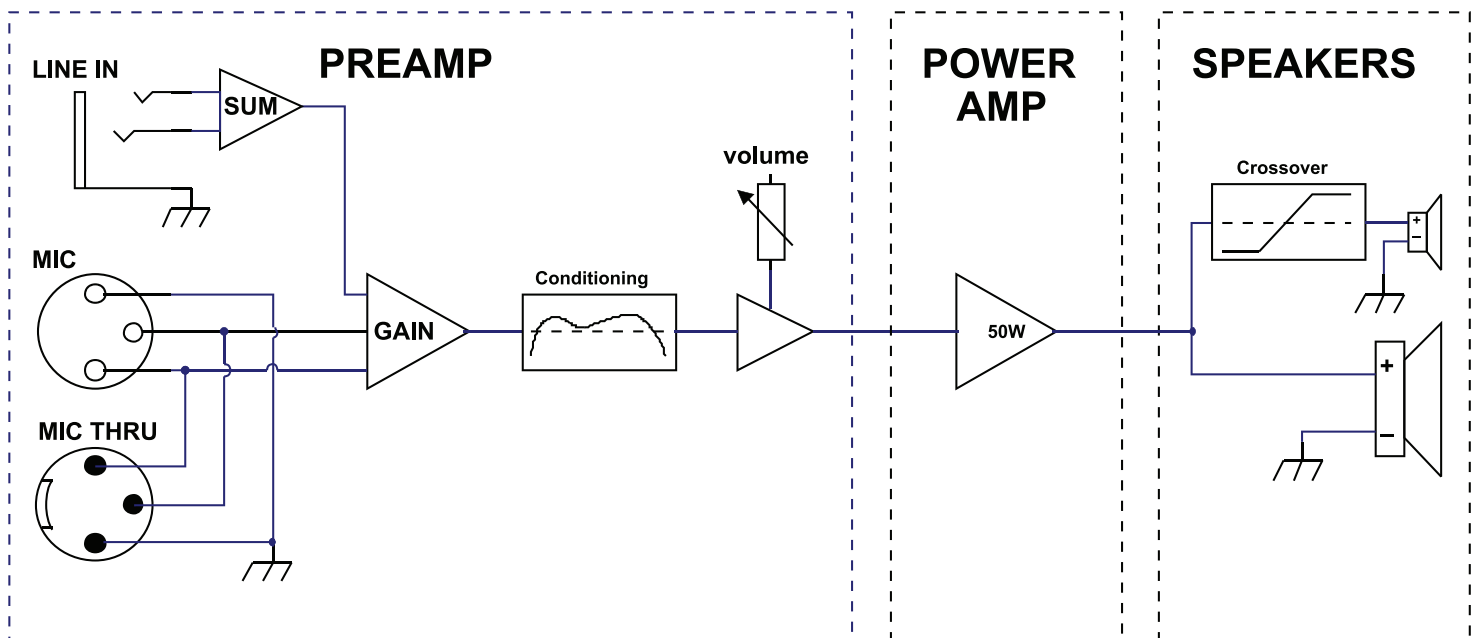 PREAMP
LINE IN
SUM
volume
MIC
GAIN
Conditioning
MIC THRU
POWER
AMP
50W
SPEAKERS
Crossover
+
−
+
−